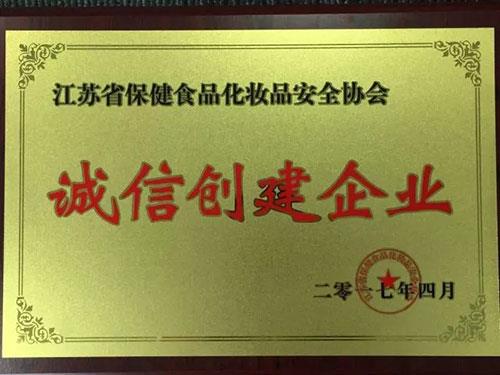 江苏省保健食品化妆品安全协会
诚信创建企业
二零一七年四月